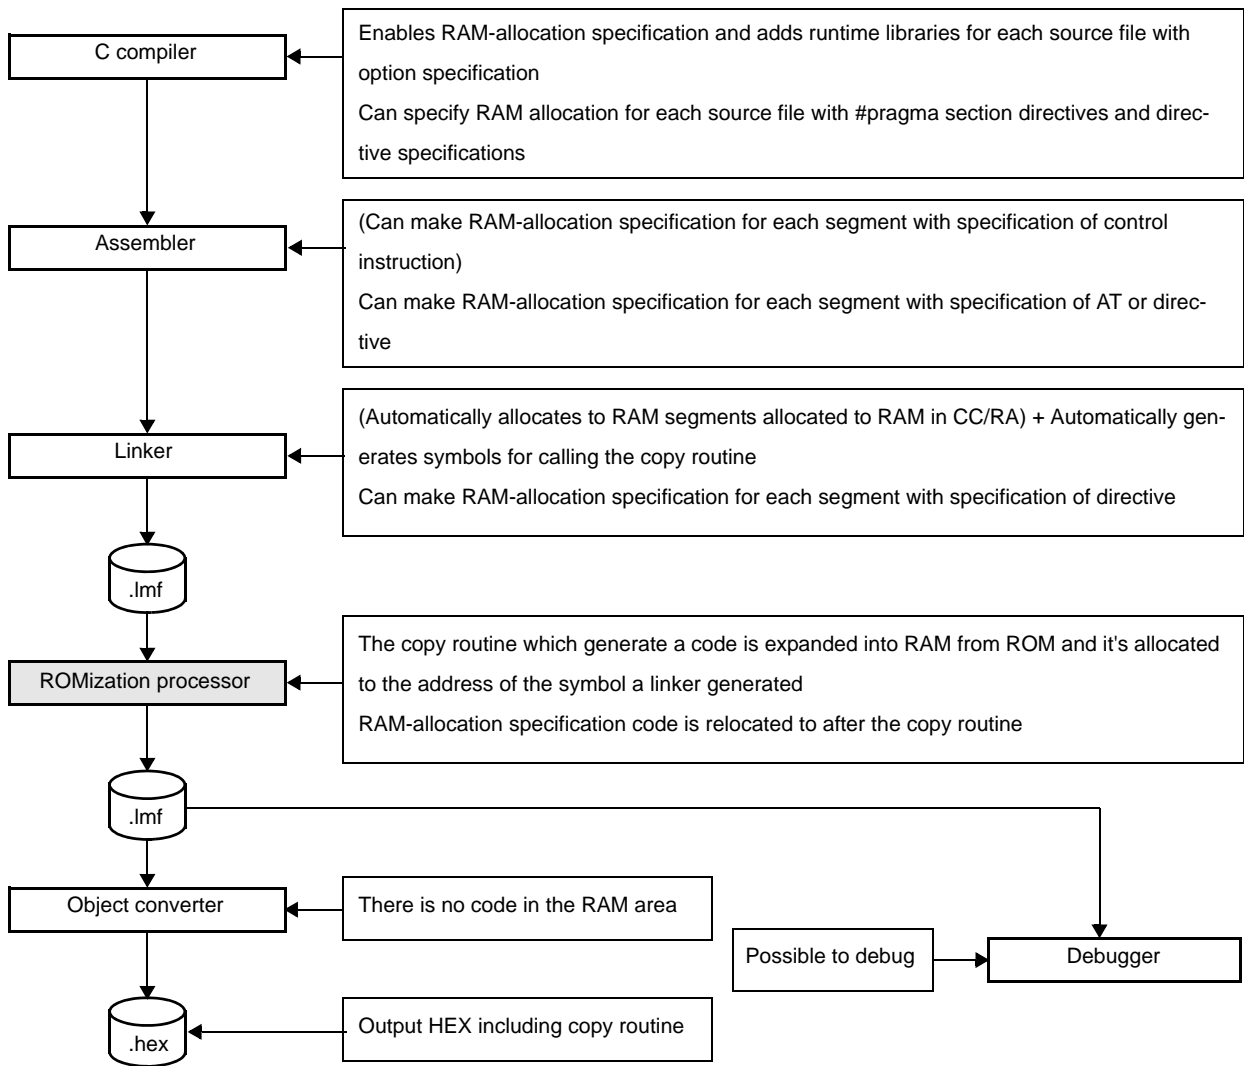 C compiler
Enables RAM-allocation specification and adds runtime libraries for each source file with
option specification
Can specify RAM allocation for each source file with #pragma section directives and direc-
tive specifications
Assembler
(Can make RAM-allocation specification for each segment with specification of control
instruction)
Can make RAM-allocation specification for each segment with specification of AT or direc-
tive
Linker
(Automatically allocates to RAM segments allocated to RAM in CC/RA) + Automatically gen-
erates symbols for calling the copy routine
Can make RAM-allocation specification for each segment with specification of directive
.lmf
ROMization processor
The copy routine which generate a code is expanded into RAM from ROM and it's allocated
to the address of the symbol a linker generated
RAM-allocation specification code is relocated to after the copy routine
.lmf
Object converter
There is no code in the RAM area
Possible to debug
Debugger
.hex
Output HEX including copy routine